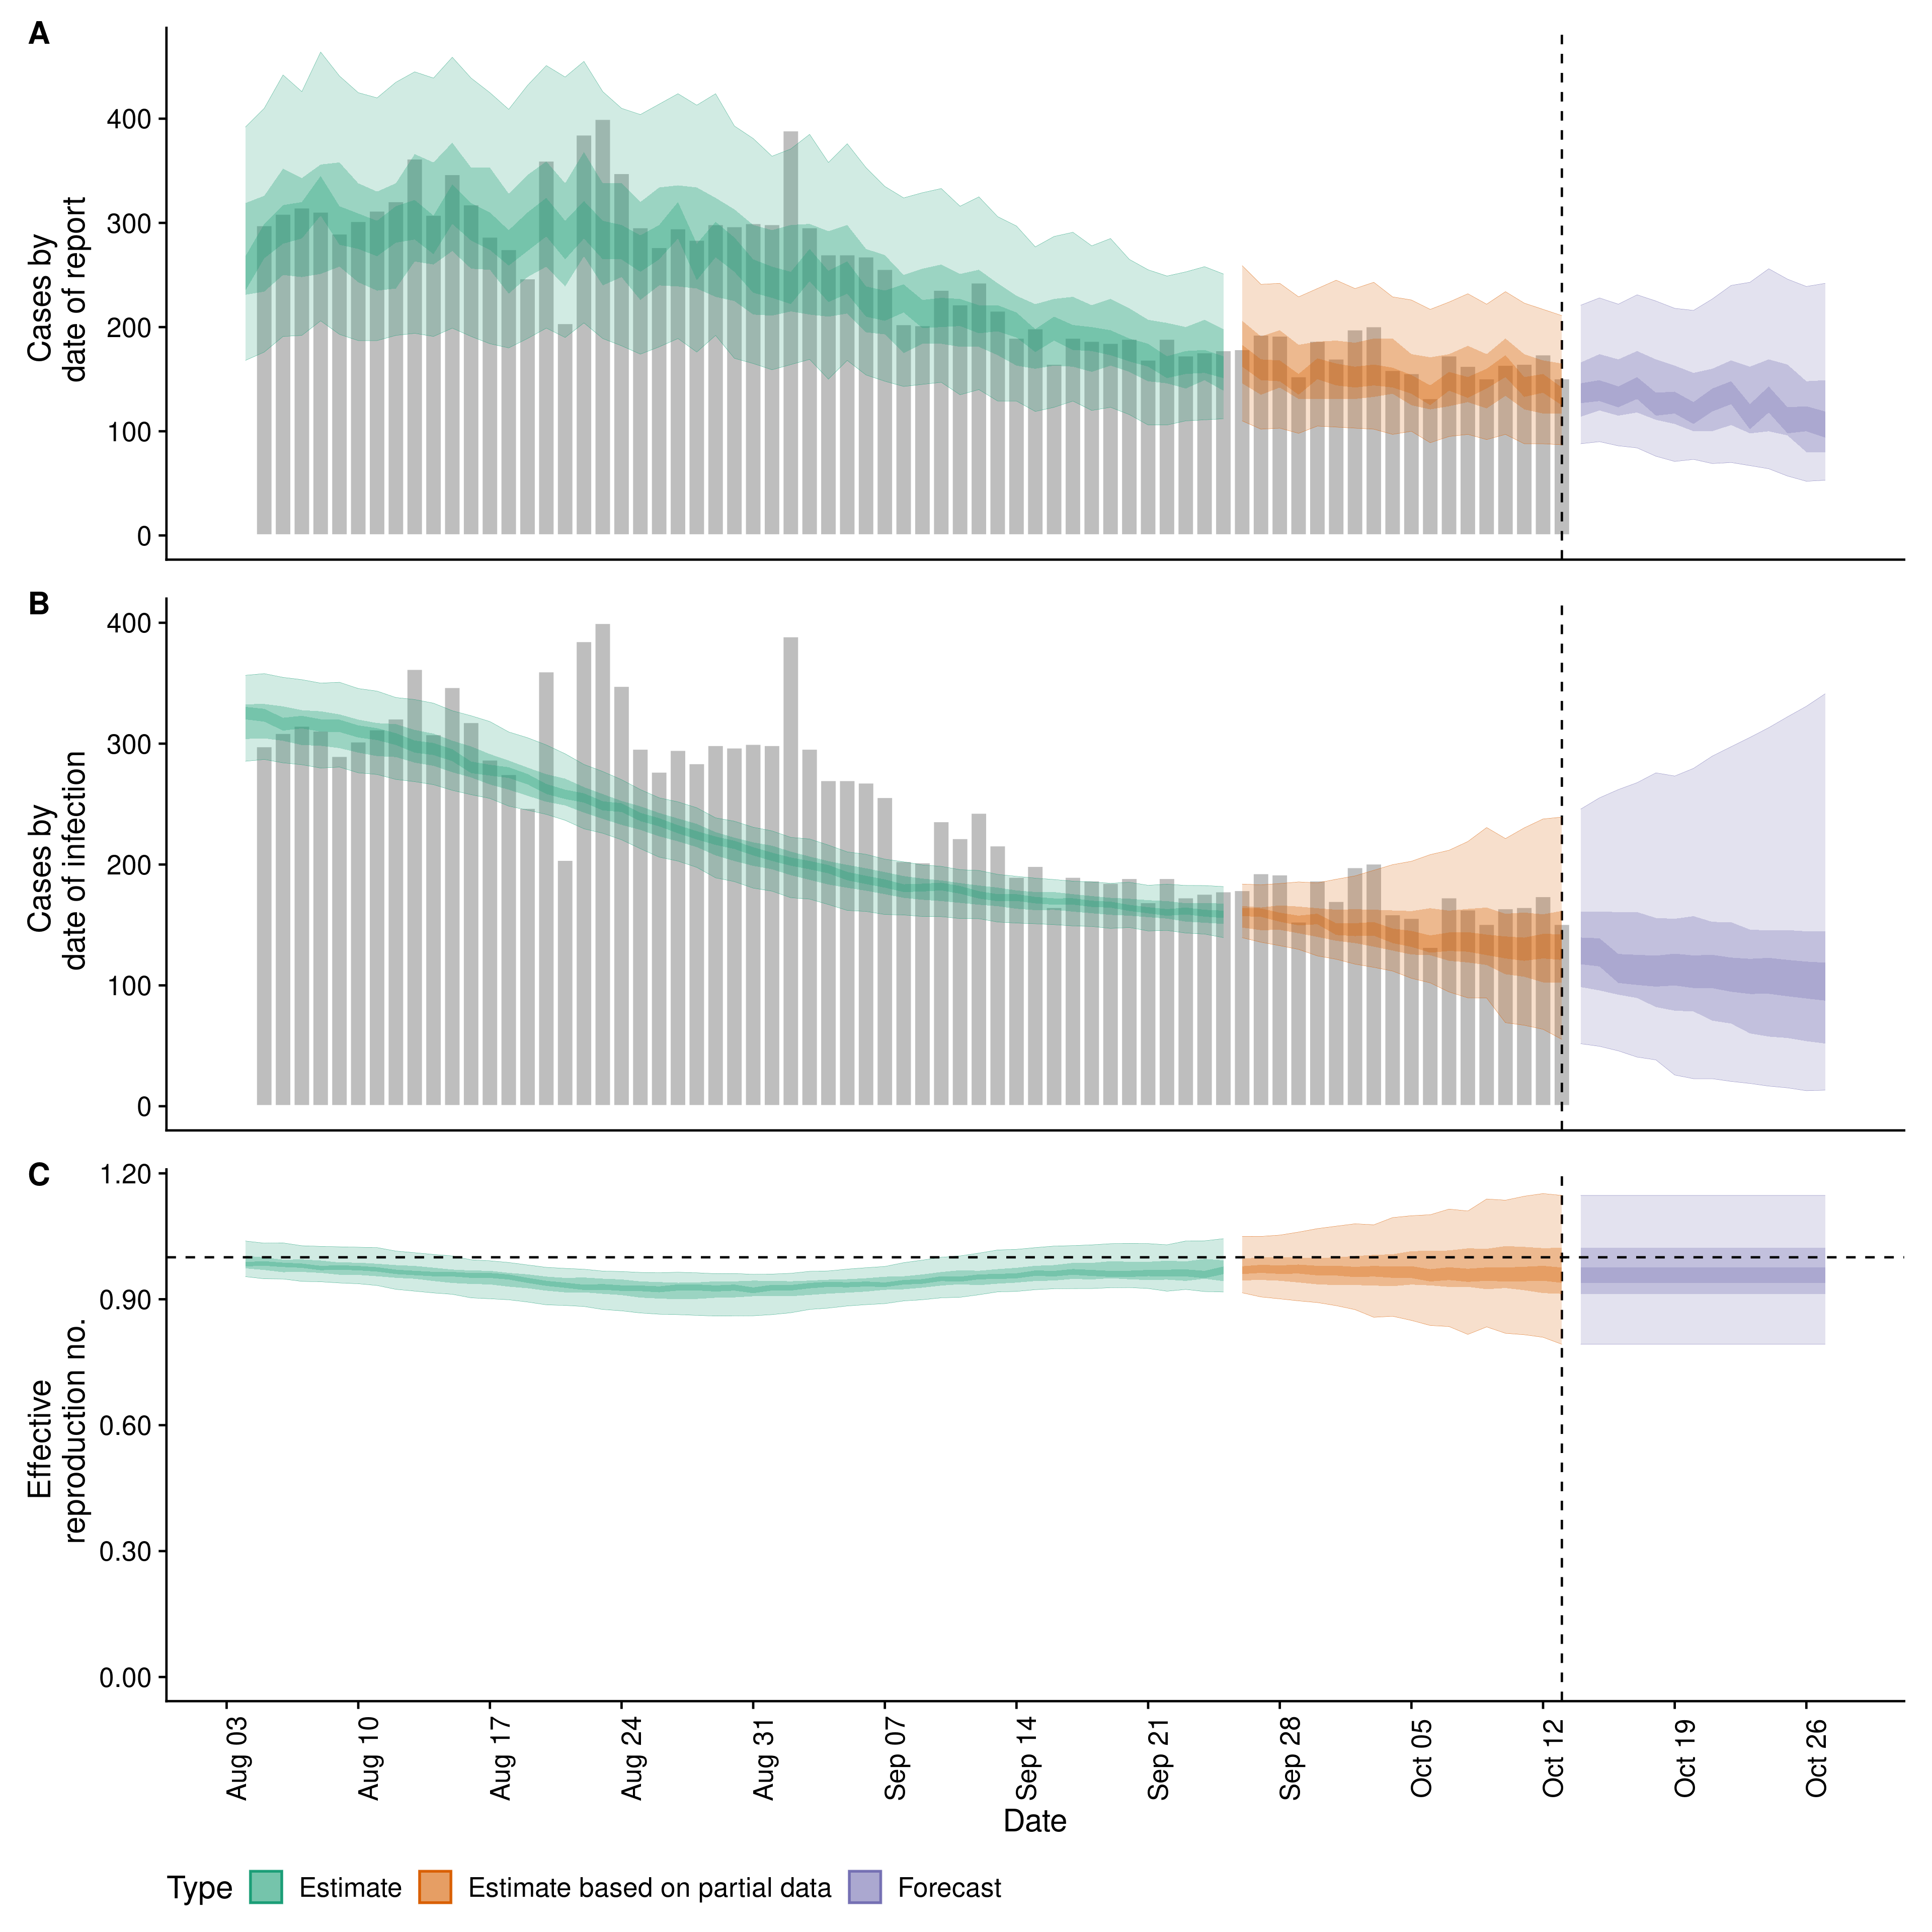 A
Cases by
date of report
400
300
200
100
0
B
Cases by
date of infection
400
300
200
100
0
C
Effective
reproduction no.
1.20
0.90
0.60
0.30
0.00
Aug 03
Aug 10
Aug 17
Aug 24
Aug 31
Sep 07
Sep 14
Sep 21
Sep 28
Oct 05
Oct 12
Oct 19
Oct 26
Date
Type Estimate Estimate based on partial data Forecast